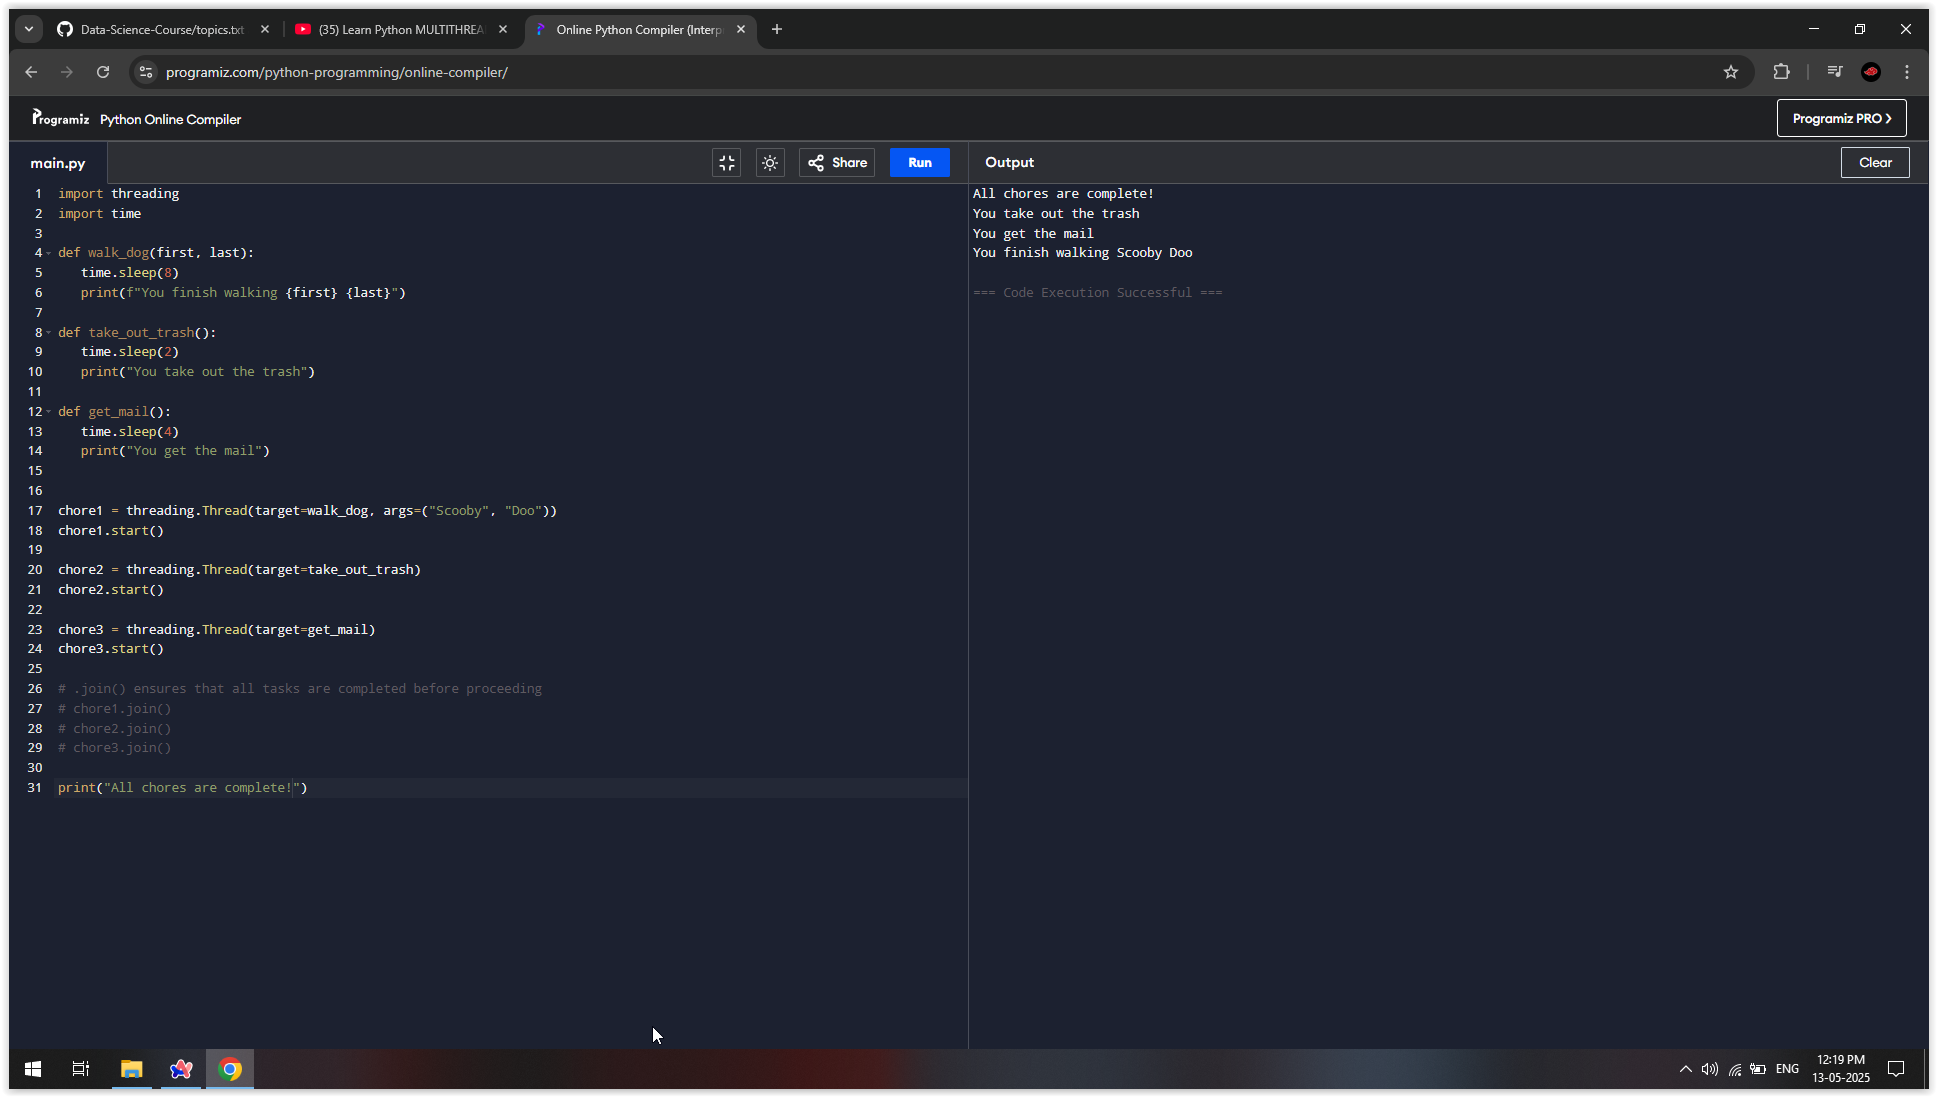 Data-Science-Course/topics.txt
(35) Learn Python MULTITHREA
Online Python Compiler (Interp
programiz.com/python-programming/online-compiler/
Programiz Python Online Compiler
Programiz PRO
main.py
Share
Run
Output
Clear
1 import threading
2 import time
3
4 def walk_dog(first, last):
5    time.sleep(8)
6    print(f"You finish walking {first} {last}")
7
8 def take_out_trash():
9    time.sleep(2)
10    print("You take out the trash")
11
12 def get_mail():
13    time.sleep(4)
14    print("You get the mail")
15
16
17 chore1 = threading.Thread(target=walk_dog, args=("Scooby", "Doo"))
18 chore1.start()
19
20 chore2 = threading.Thread(target=take_out_trash)
21 chore2.start()
22
23 chore3 = threading.Thread(target=get_mail)
24 chore3.start()
25
26 # .join() ensures that all tasks are completed before proceeding
27 # chore1.join()
28 # chore2.join()
29 # chore3.join()
30
31 print("All chores are complete!")
All chores are complete!
You take out the trash
You get the mail
You finish walking Scooby Doo
=== Code Execution Successful ===
ENG
12:19 PM
13-05-2025